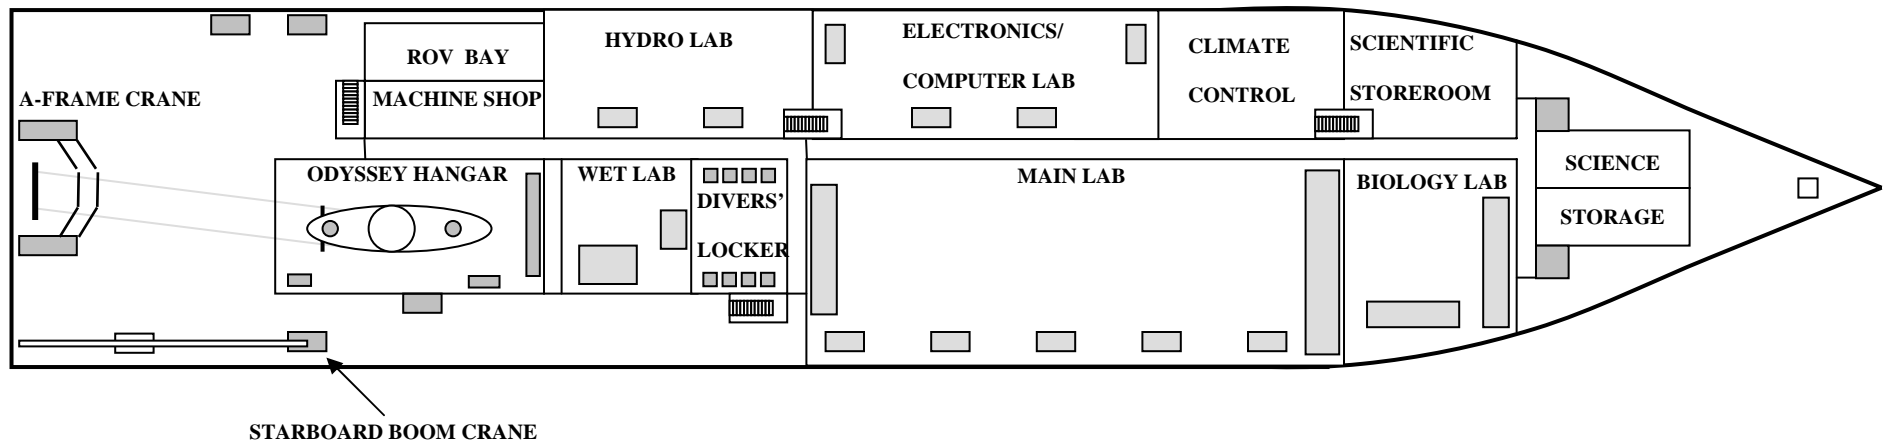 A-FRAME CRANE
ROV BAY
MACHINE SHOP
HYDRO LAB
ELECTRONICS/
COMPUTER LAB
CLIMATE
CONTROL
SCIENTIFIC
STOREROOM
ODYSSEY HANGAR
WET LAB
DIVERS'
LOCKER
MAIN LAB
BIOLOGY LAB
SCIENCE
STORAGE
STARBOARD BOOM CRANE